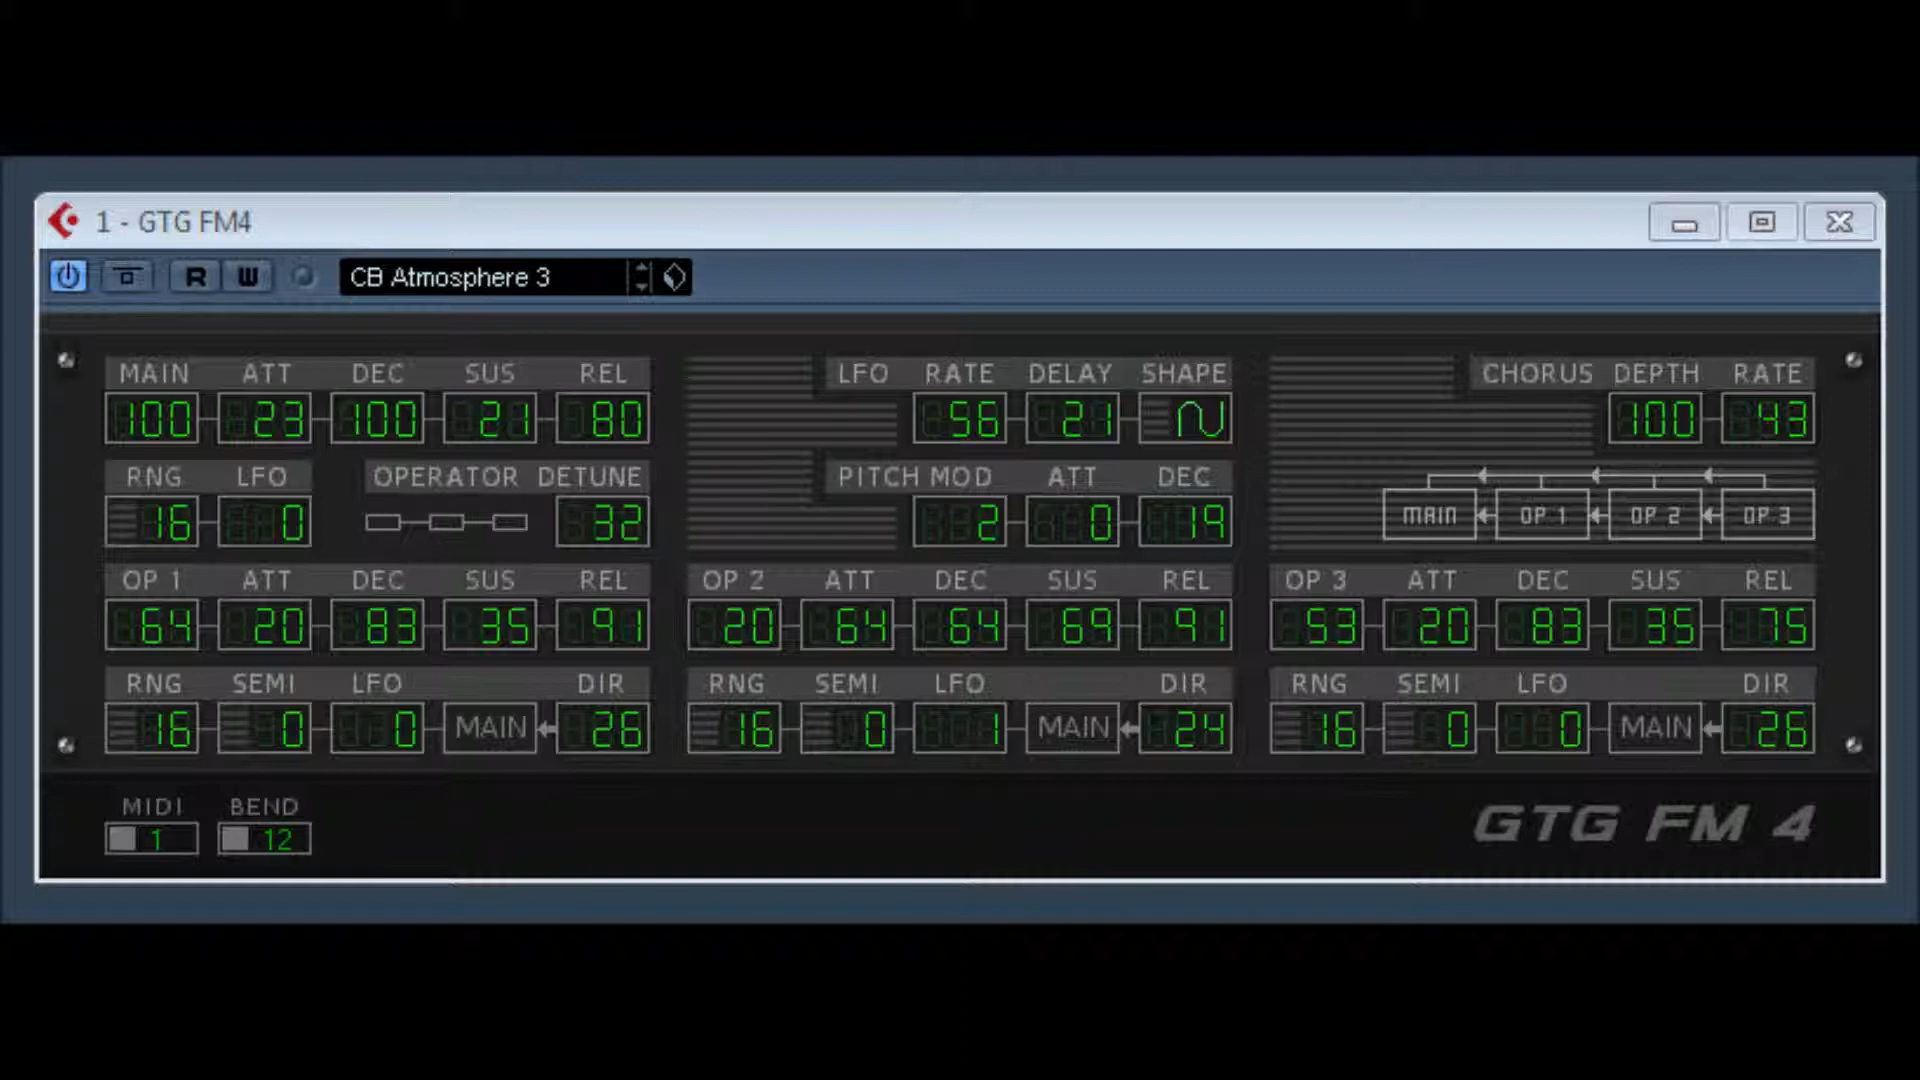 1 - GTG FM4
R W CB Atmosphere 3
MAIN ATT DEC SUS REL LFO RATE DELAY SHAPE CHORUS DEPTH RATE
100 23 100 21 80 56 21 100 43
RNG LFO OPERATOR DETUNE PITCH MOD ATT DEC
16 0 32 2 0 19 MAIN OP 1 OP 2 OP 3
OP 1 ATT DEC SUS REL OP 2 ATT DEC SUS REL OP 3 ATT DEC SUS REL
64 20 83 35 91 20 64 64 69 91 53 20 83 35 75
RNG SEMI LFO DIR RNG SEMI LFO DIR RNG SEMI LFO DIR
16 0 0 MAIN 26 16 0 1 MAIN 24 16 0 0 MAIN 26
MIDI BEND
1 12
GTG FM 4